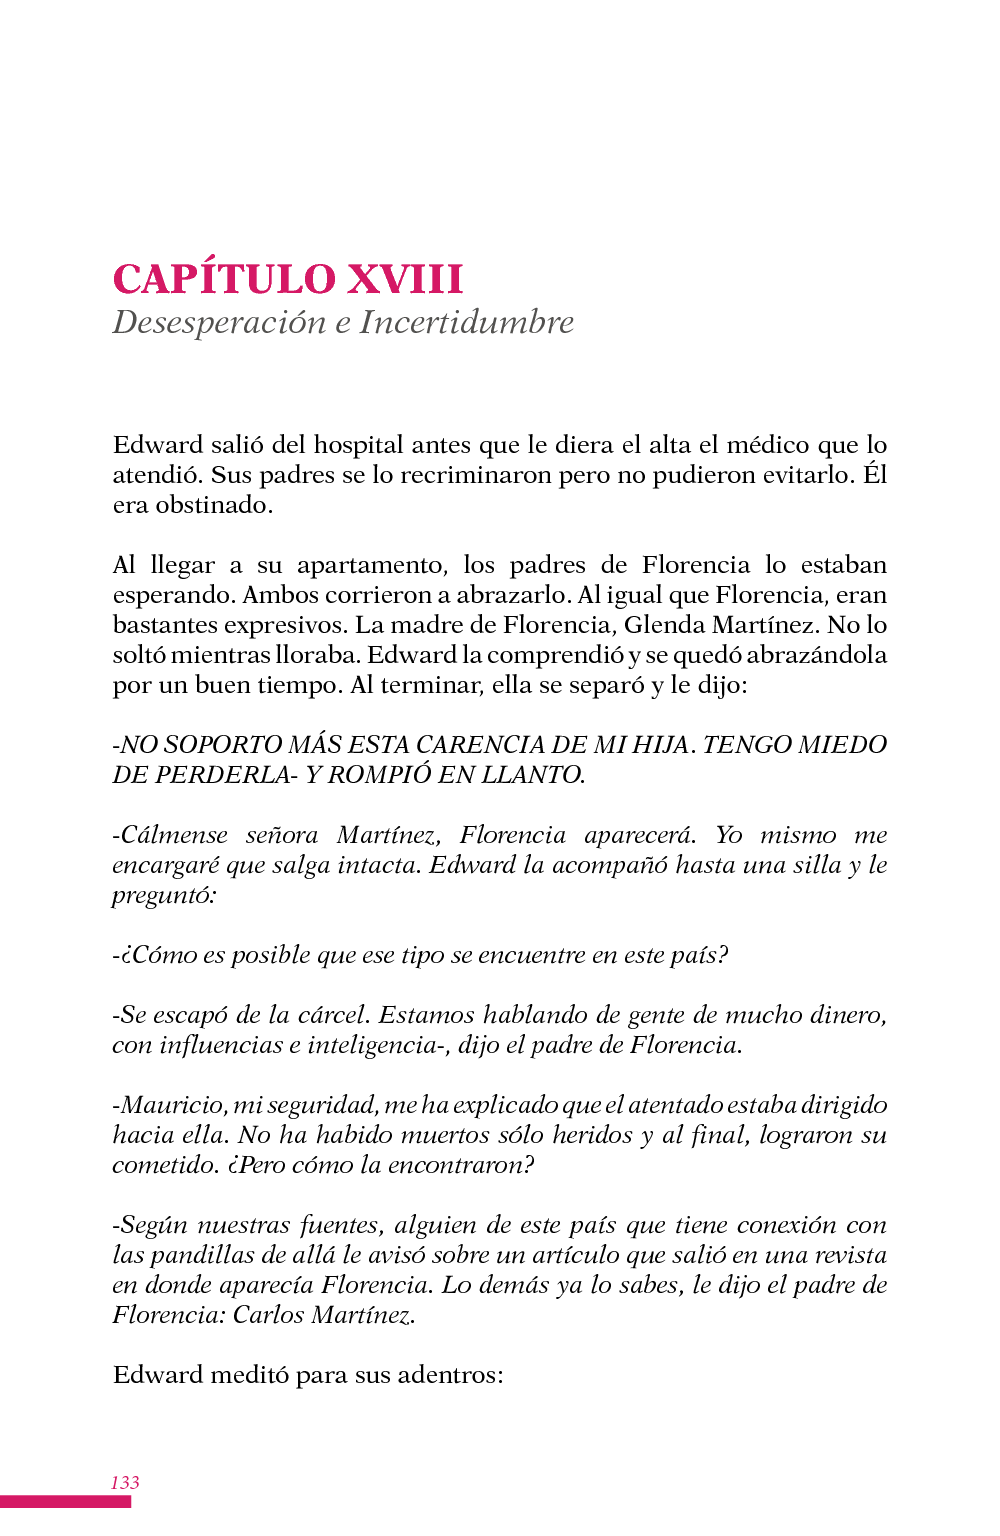 CAPÍTULO XVIII
Desesperación e Incertidumbre
Edward salió del hospital antes que le diera el alta el médico que lo
atendió. Sus padres se lo recriminaron pero no pudieron evitarlo. Él
era obstinado.
Al llegar a su apartamento, los padres de Florencia lo estaban
esperando. Ambos corrieron a abrazarlo. Al igual que Florencia, eran
bastantes expresivos. La madre de Florencia, Glenda Martínez. No lo
soltó mientras lloraba. Edward la comprendió y se quedó abrazándola
por un buen tiempo. Al terminar, ella se separó y le dijo:
-NO SOPORTO MÁS ESTA CARENCIA DE MI HIJA. TENGO MIEDO
DE PERDERLA- Y ROMPIÓ EN LLANTO.
-Cálmense señora Martínez, Florencia aparecerá. Yo mismo me
encargaré que salga intacta. Edward la acompañó hasta una silla y le
preguntó:
-¿Cómo es posible que ese tipo se encuentre en este país?
-Se escapó de la cárcel. Estamos hablando de gente de mucho dinero,
con influencias e inteligencia-, dijo el padre de Florencia.
-Mauricio, mi seguridad, me ha explicado que el atentado estaba dirigido
hacia ella. No ha habido muertos sólo heridos y al final, lograron su
cometido. ¿Pero cómo la encontraron?
-Según nuestras fuentes, alguien de este país que tiene conexión con
las pandillas de allá le avisó sobre un artículo que salió en una revista
en donde aparecía Florencia. Lo demás ya lo sabes, le dijo el padre de
Florencia: Carlos Martínez.
Edward meditó para sus adentros:
133